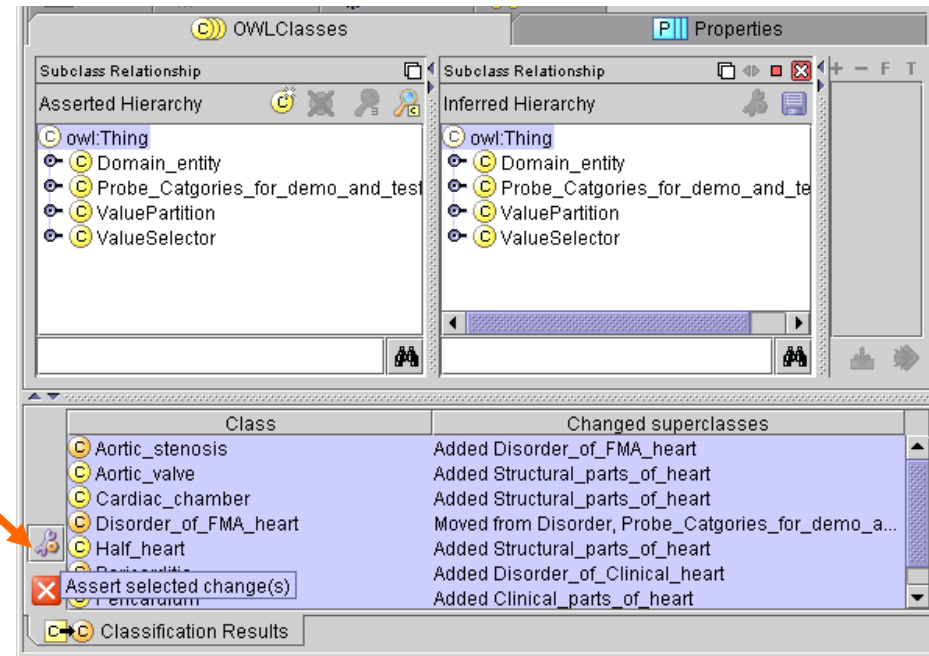 OWLClasses
P Properties
Subclass Relationship
Subclass Relationship
+ − F T
Asserted Hierarchy
Inferred Hierarchy
C owl:Thing
C Domain_entity
C Probe_Catgories_for_demo_and_test
C ValuePartition
C ValueSelector
C owl:Thing
C Domain_entity
C Probe_Catgories_for_demo_and_te
C ValuePartition
C ValueSelector
Class Changed superclasses
C Aortic_stenosis Added Disorder_of_FMA_heart
C Aortic_valve Added Structural_parts_of_heart
C Cardiac_chamber Added Structural_parts_of_heart
C Disorder_of_FMA_heart Moved from Disorder, Probe_Catgories_for_demo_a...
C Half_heart Added Structural_parts_of_heart
Added Disorder_of_Clinical_heart
Assert selected change(s)
Added Clinical_parts_of_heart
C C Classification Results